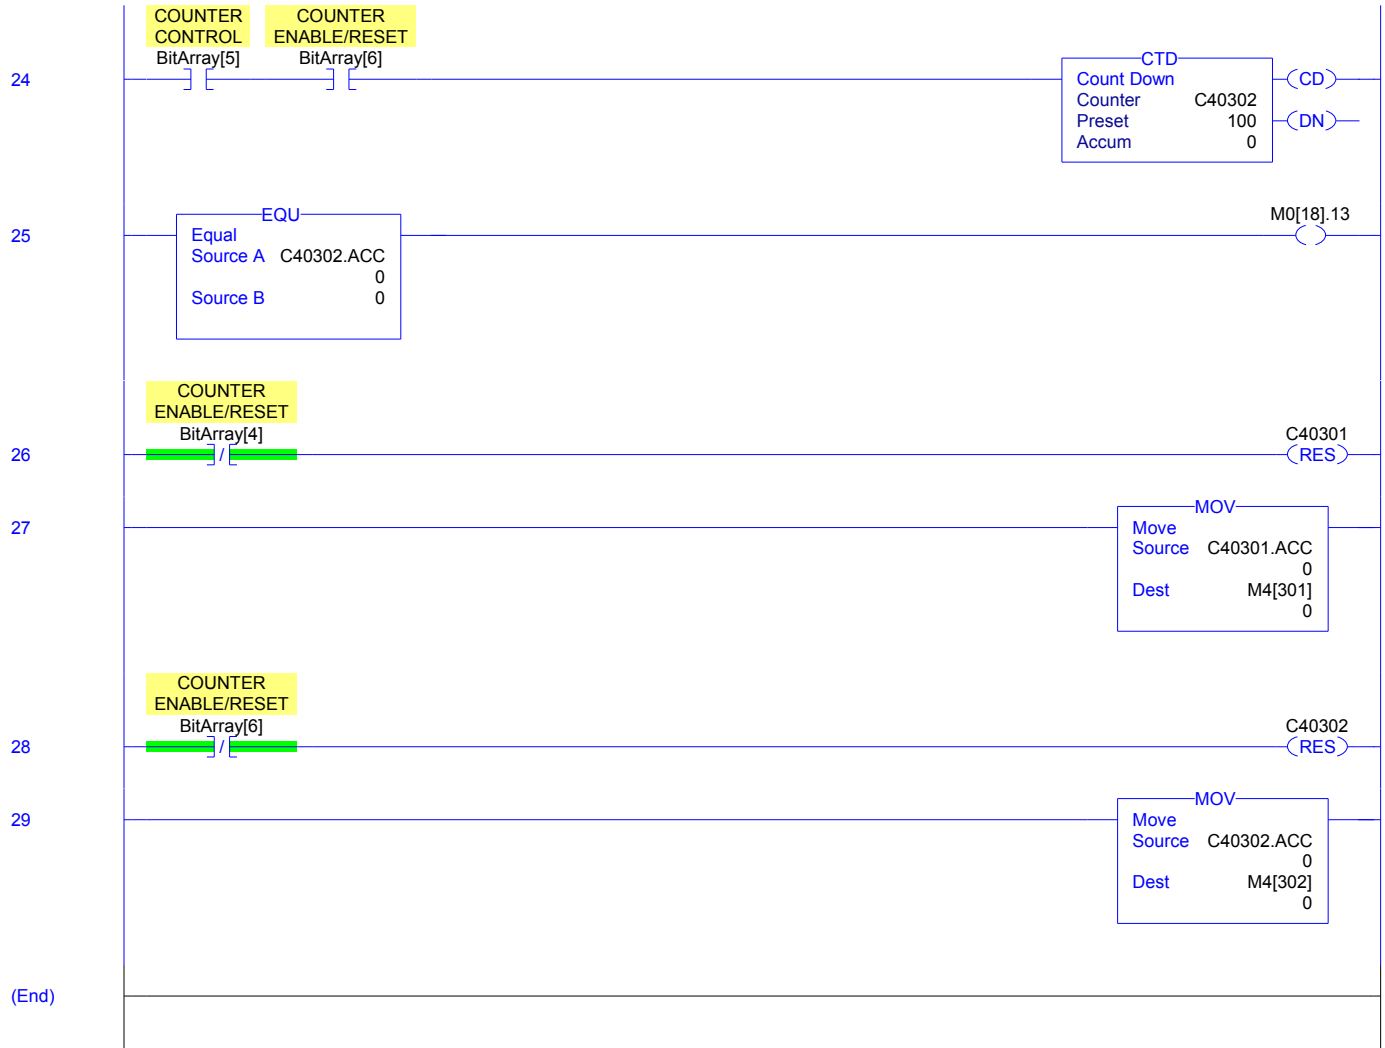 COUNTER
CONTROL
BitArray[5]
COUNTER
ENABLE/RESET
BitArray[6]
24
CTD
Count Down
Counter C40302
Preset 100
Accum 0
CD
DN
25
EQU
Equal
Source A C40302.ACC
0
Source B 0
M0[18].13
COUNTER
ENABLE/RESET
BitArray[4]
26
/
C40301
RES
27
MOV
Move
Source C40301.ACC
0
Dest M4[301]
0
COUNTER
ENABLE/RESET
BitArray[6]
28
/
C40302
RES
29
MOV
Move
Source C40302.ACC
0
Dest M4[302]
0
(End)